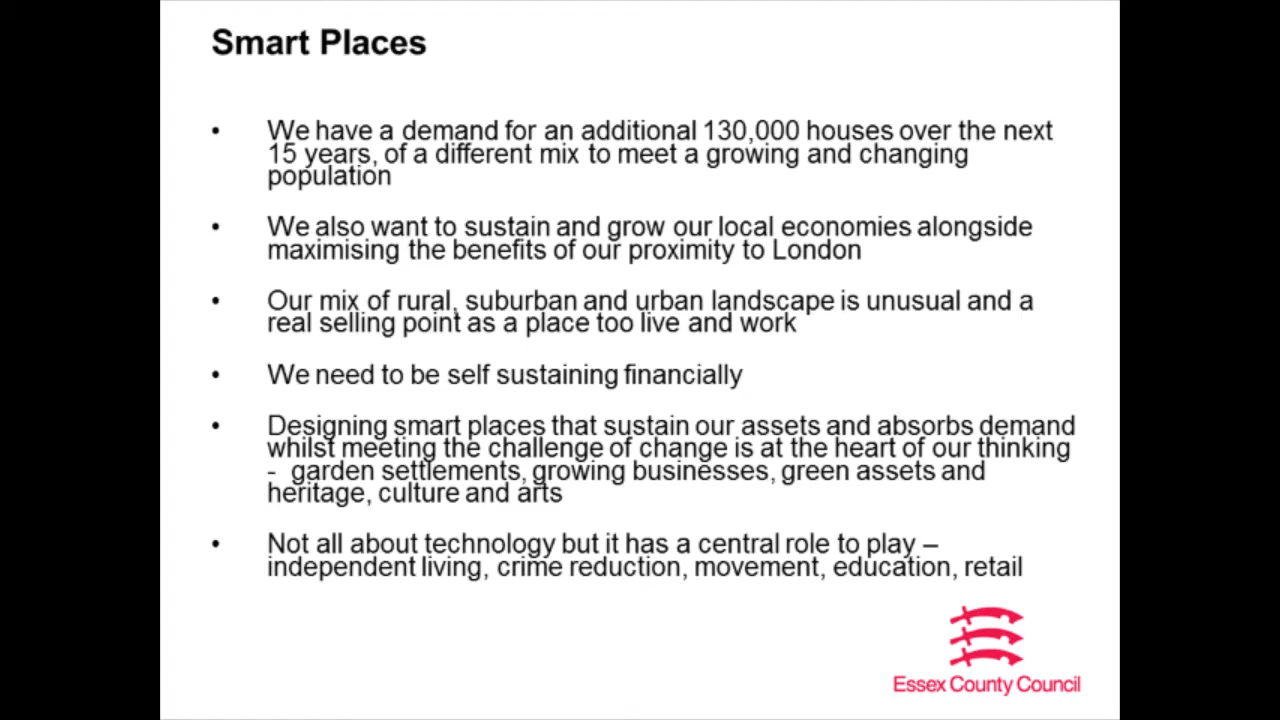 Smart Places
• We have a demand for an additional 130,000 houses over the next
15 years, of a different mix to meet a growing and changing
population
• We also want to sustain and grow our local economies alongside
maximising the benefits of our proximity to London
• Our mix of rural, suburban and urban landscape is unusual and a
real selling point as a place too live and work
• We need to be self sustaining financially
• Designing smart places that sustain our assets and absorbs demand
whilst meeting the challenge of change is at the heart of our thinking
- garden settlements, growing businesses, green assets and
heritage, culture and arts
• Not all about technology but it has a central role to play –
independent living, crime reduction, movement, education, retail
Essex County Council